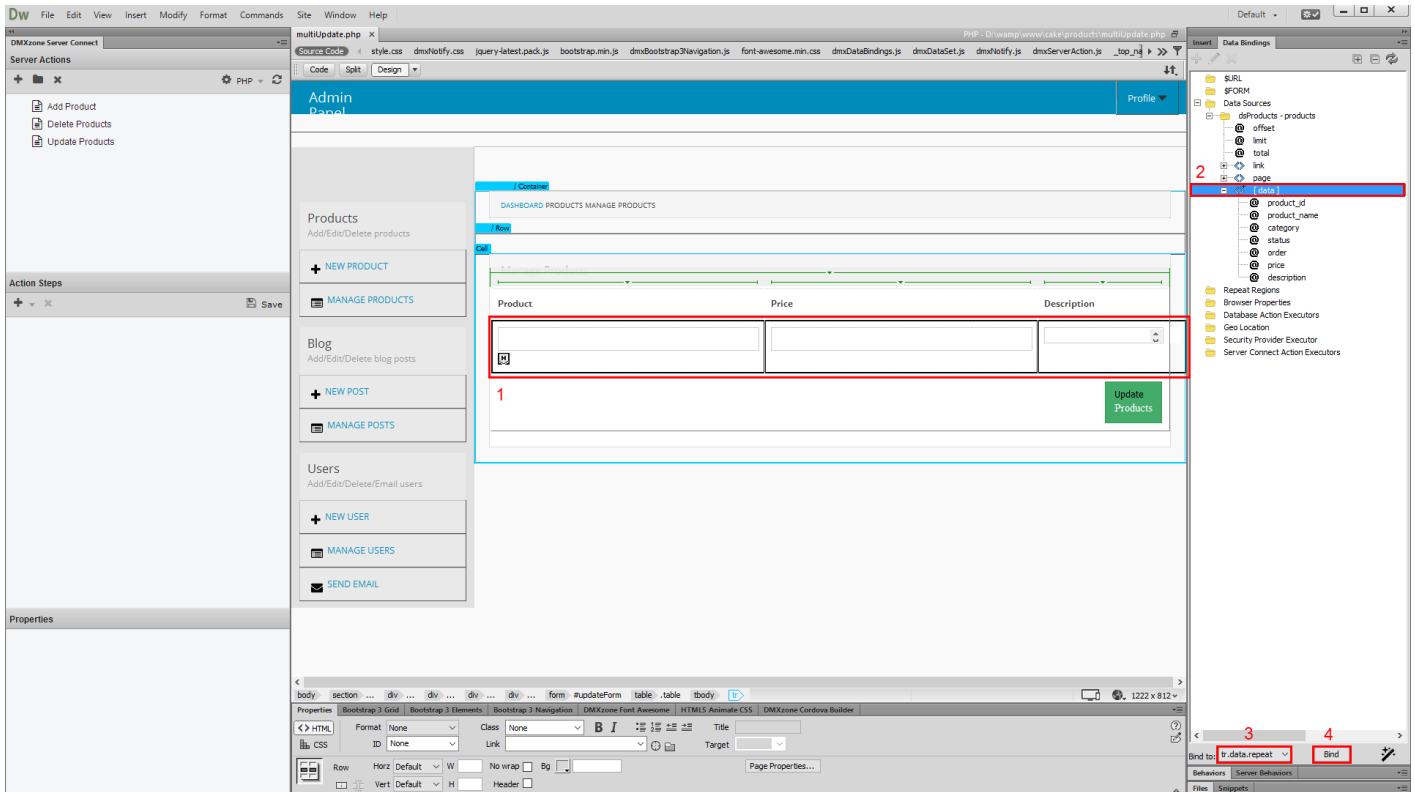 Dw File Edit View Insert Modify Format Commands Site Window Help Default
DMXzone Server Connect
Server Actions
PHP
Add Product
Delete Products
Update Products
Action Steps
Save
Properties
multiUpdate.php × PHP - D:\wamp\www\cake\products\multiUpdate.php
Source Code style.css dmxNotify.css jquery-latest.pack.js bootstrap.min.js dmxBootstrap3Navigation.js font-awesome.min.css dmxDataBindings.js dmxDataSet.js dmxNotify.js dmxServerAction.js _top_na
Code Split Design
Admin
Panel
Profile
/ Container
DASHBOARD PRODUCTS MANAGE PRODUCTS
/ Row
Cell
Products
Add/Edit/Delete products
NEW PRODUCT
MANAGE PRODUCTS
Blog
Add/Edit/Delete blog posts
NEW POST
MANAGE POSTS
Users
Add/Edit/Delete/Email users
NEW USER
MANAGE USERS
SEND EMAIL
Manage Products
Product Price Description
H
1
Update
Products
body section ... div ... div ... div ... div ... form #updateForm table .table tbody tr 1222 x 812
Properties Bootstrap 3 Grid Bootstrap 3 Elements Bootstrap 3 Navigation DMXzone Font Awesome HTML5 Animate CSS DMXzone Cordova Builder
<> HTML Format None Class None B I Title
CSS ID None Link Target
Row Horz Default W No wrap Bg Page Properties...
Vert Default H Header
Insert Data Bindings
$URL
$FORM
Data Sources
dsProducts - products
offset
limit
total
link
page
2
[ data ]
product_id
product_name
category
status
order
price
description
Repeat Regions
Browser Properties
Database Action Executors
Geo Location
Security Provider Executor
Server Connect Action Executors
3 4
Bind to: tr.data.repeat Bind
Behaviors Server Behaviors
Files Snippets